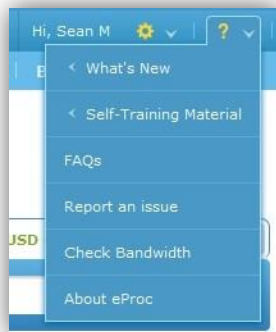 Hi, Sean M
?
What's New
Self-Training Material
FAQs
Report an issue
USD
Check Bandwidth
About eProc